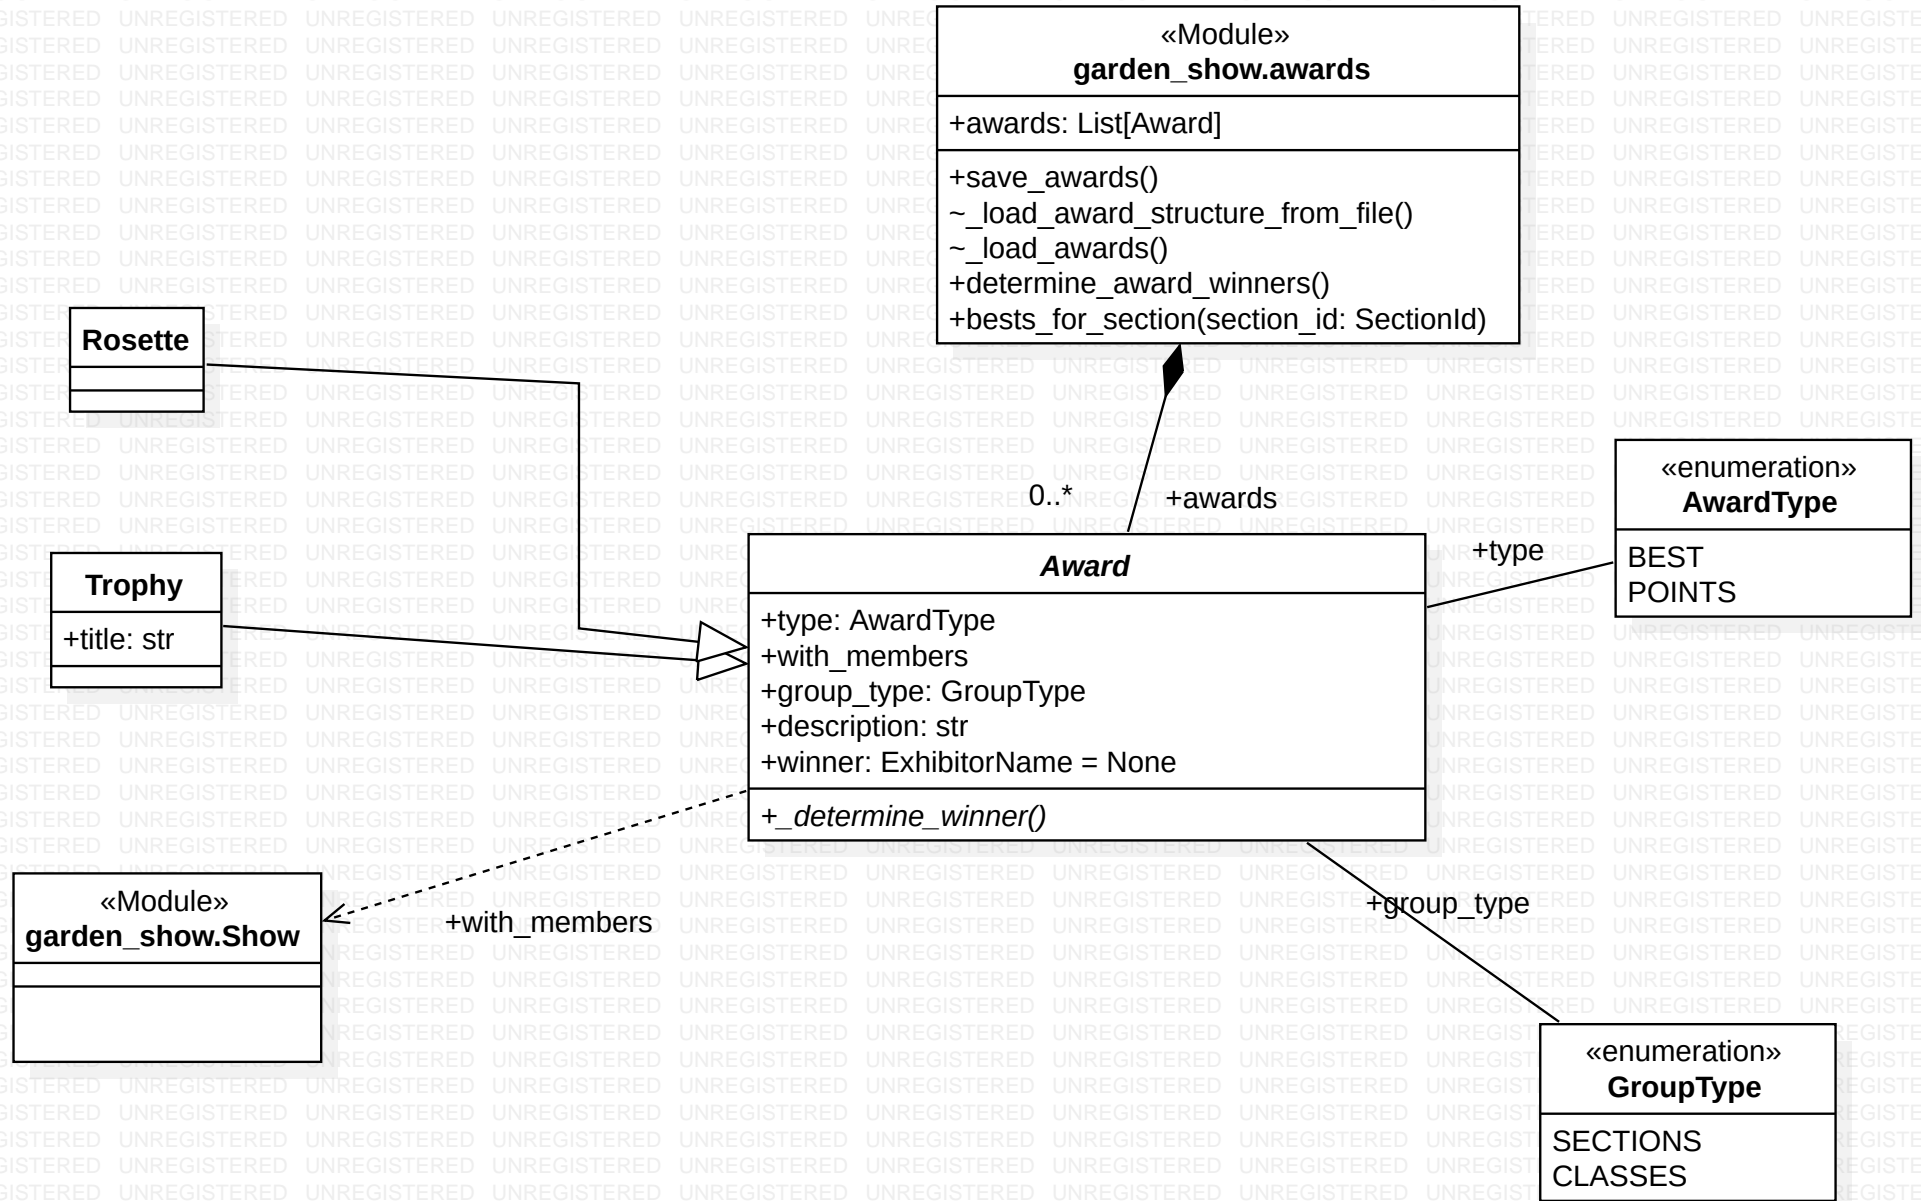 «Module»
garden_show.awards
+awards: List[Award]
+save_awards()
~_load_award_structure_from_file()
~_load_awards()
+determine_award_winners()
+bests_for_section(section_id: SectionId)
Rosette
«enumeration»
AwardType
BEST
POINTS
0..*
+awards
+type
Trophy
+title: str
Award
+type: AwardType
+with_members
+group_type: GroupType
+description: str
+winner: ExhibitorName = None
+_determine_winner()
«Module»
garden_show.Show
+with_members
+group_type
«enumeration»
GroupType
SECTIONS
CLASSES
UNREGISTERED